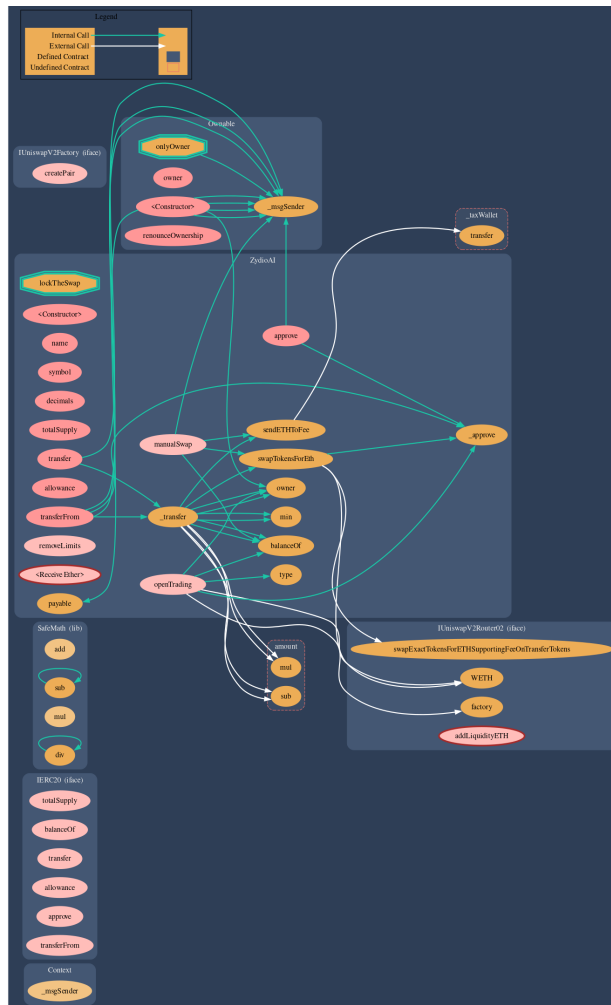 Legend
Internal Call
External Call
Defined Contract
Undefined Contract
IUniswapV2Factory (iface)
createPair
Ownable
onlyOwner
owner
<Constructor>
_msgSender
renounceOwnership
_taxWallet
transfer
ZydioAI
lockTheSwap
<Constructor>
name
symbol
decimals
totalSupply
transfer
allowance
transferFrom
removeLimits
<Receive Ether>
payable
approve
manualSwap
sendETHToFee
swapTokensForEth
_approve
owner
_transfer
min
balanceOf
openTrading
type
SafeMath (lib)
add
sub
mul
div
amount
mul
sub
IUniswapV2Router02 (iface)
swapExactTokensForETHSupportingFeeOnTransferTokens
WETH
factory
addLiquidityETH
IERC20 (iface)
totalSupply
balanceOf
transfer
allowance
approve
transferFrom
Context
_msgSender